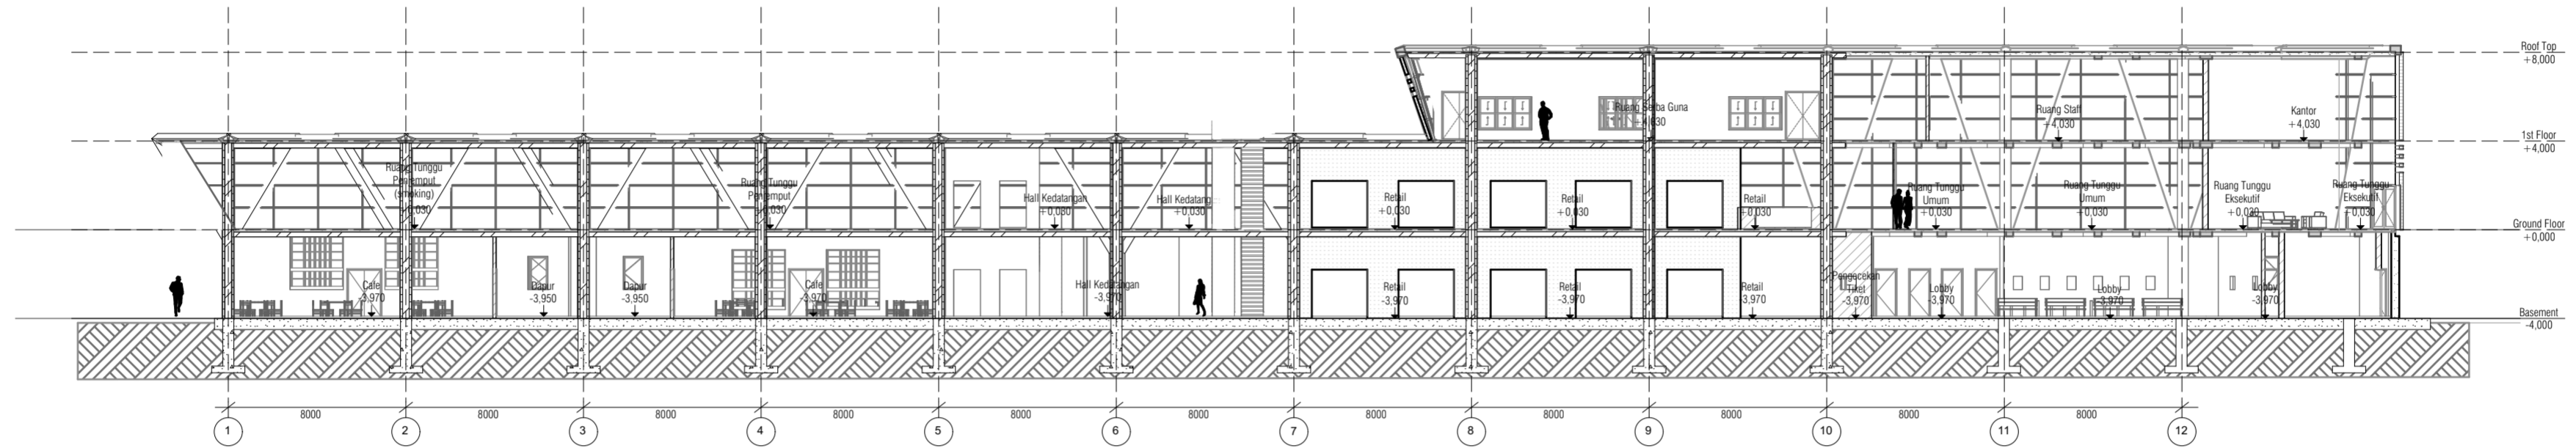 Roof Top
+8,000
Ruang Serba Guna
+4,030
Ruang Staff
+4,030
Kantor
+4,030
1st Floor
+4,000
Ruang Tunggu
Penjemput
(smoking)
+0,030
Ruang Tunggu
Penjemput
+0,030
Hall Kedatangan
+0,030
Hall Kedatang
+0,030
Retail
+0,030
Retail
+0,030
Retail
+0,030
Ruang Tunggu
Umum
+0,030
Ruang Tunggu
Umum
+0,030
Ruang Tunggu
Eksekutif
+0,030
Ruang Tunggu
Eksekutif
+0,030
Ground Floor
+0,000
Cafe
-3,970
Dapur
-3,950
Dapur
-3,950
Cafe
-3,970
Hall Kedatangan
-3,970
Retail
-3,970
Retail
-3,970
Retail
-3,970
Pengecekan
Tiket
-3,970
Lobby
-3,970
Lobby
-3,970
Lobby
-3,970
Basement
-4,000
8000 8000 8000 8000 8000 8000 8000 8000 8000 8000 8000
1 2 3 4 5 6 7 8 9 10 11 12